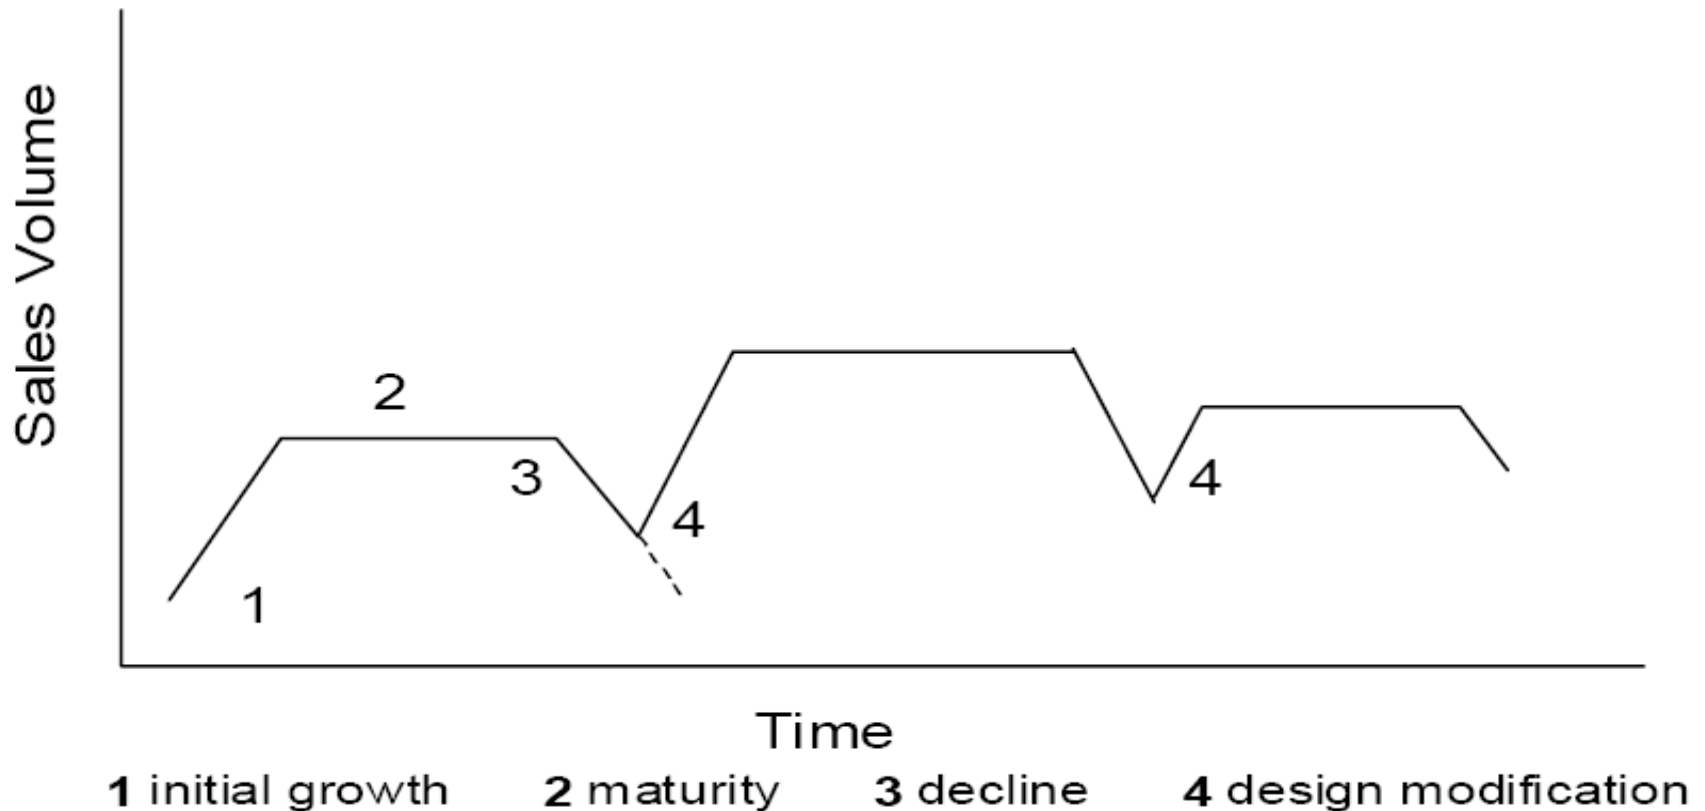 Sales Volume
2
3
4
4
1
Time
1 initial growth 2 maturity 3 decline 4 design modification